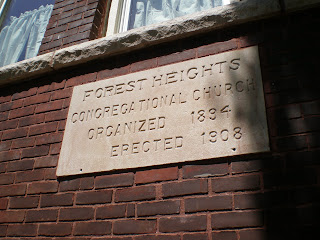 FOREST HEIGHTS
CONGREGATIONAL CHURCH
ORGANIZED 1894
ERECTED 1908